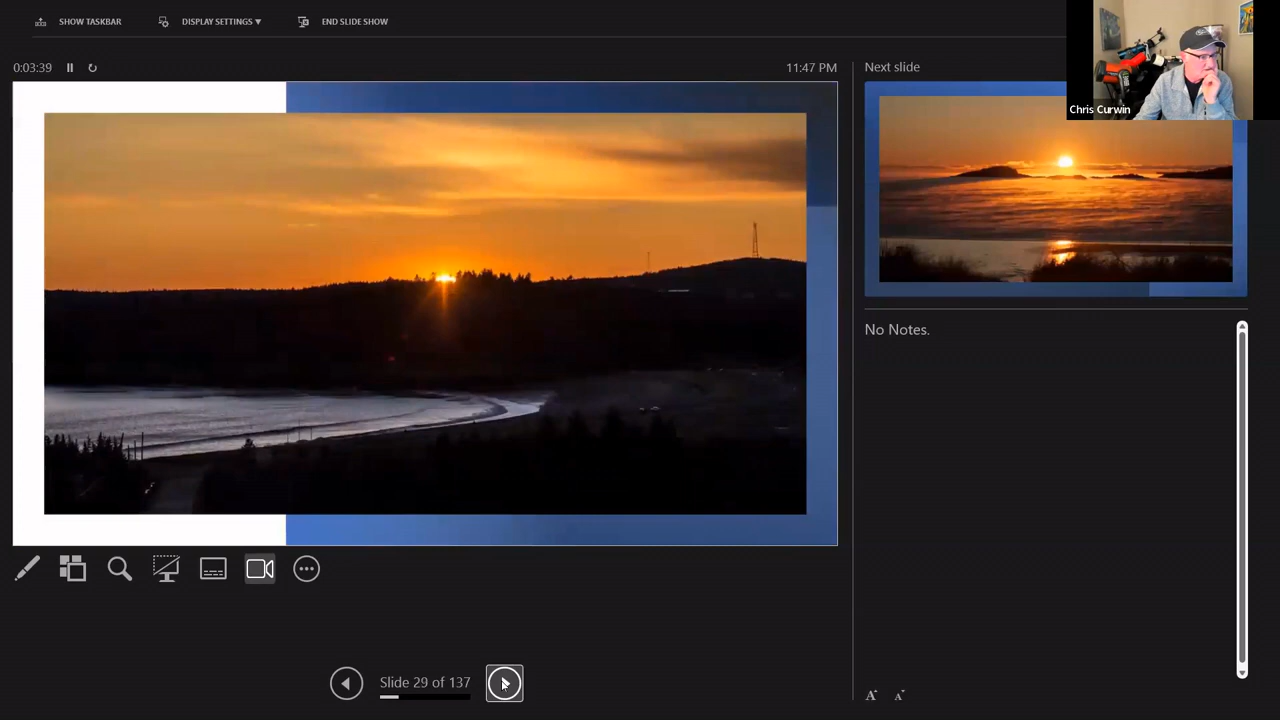 SHOW TASKBAR
DISPLAY SETTINGS ▼
END SLIDE SHOW
0:03:39
11:47 PM
Next slide
Chris Curwin
No Notes.
Slide 29 of 137
A A